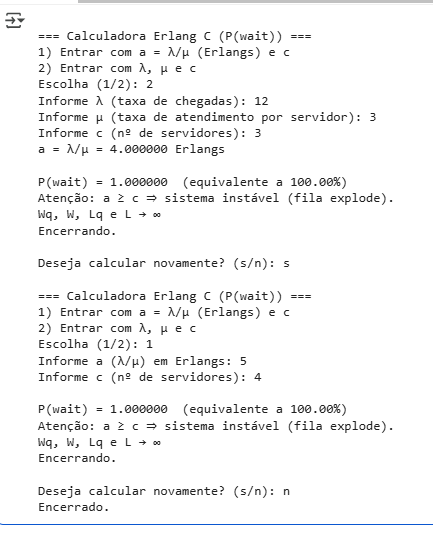 === Calculadora Erlang C (P(wait)) ===
1) Entrar com a = λ/μ (Erlangs) e c
2) Entrar com λ, μ e c
Escolha (1/2): 2
Informe λ (taxa de chegadas): 12
Informe μ (taxa de atendimento por servidor): 3
Informe c (nº de servidores): 3
a = λ/μ = 4.000000 Erlangs

P(wait) = 1.000000  (equivalente a 100.00%)
Atenção: a ≥ c ⇒ sistema instável (fila explode).
Wq, W, Lq e L → ∞
Encerrando.

Deseja calcular novamente? (s/n): s

=== Calculadora Erlang C (P(wait)) ===
1) Entrar com a = λ/μ (Erlangs) e c
2) Entrar com λ, μ e c
Escolha (1/2): 1
Informe a (λ/μ) em Erlangs: 5
Informe c (nº de servidores): 4

P(wait) = 1.000000  (equivalente a 100.00%)
Atenção: a ≥ c ⇒ sistema instável (fila explode).
Wq, W, Lq e L → ∞
Encerrando.

Deseja calcular novamente? (s/n): n
Encerrado.